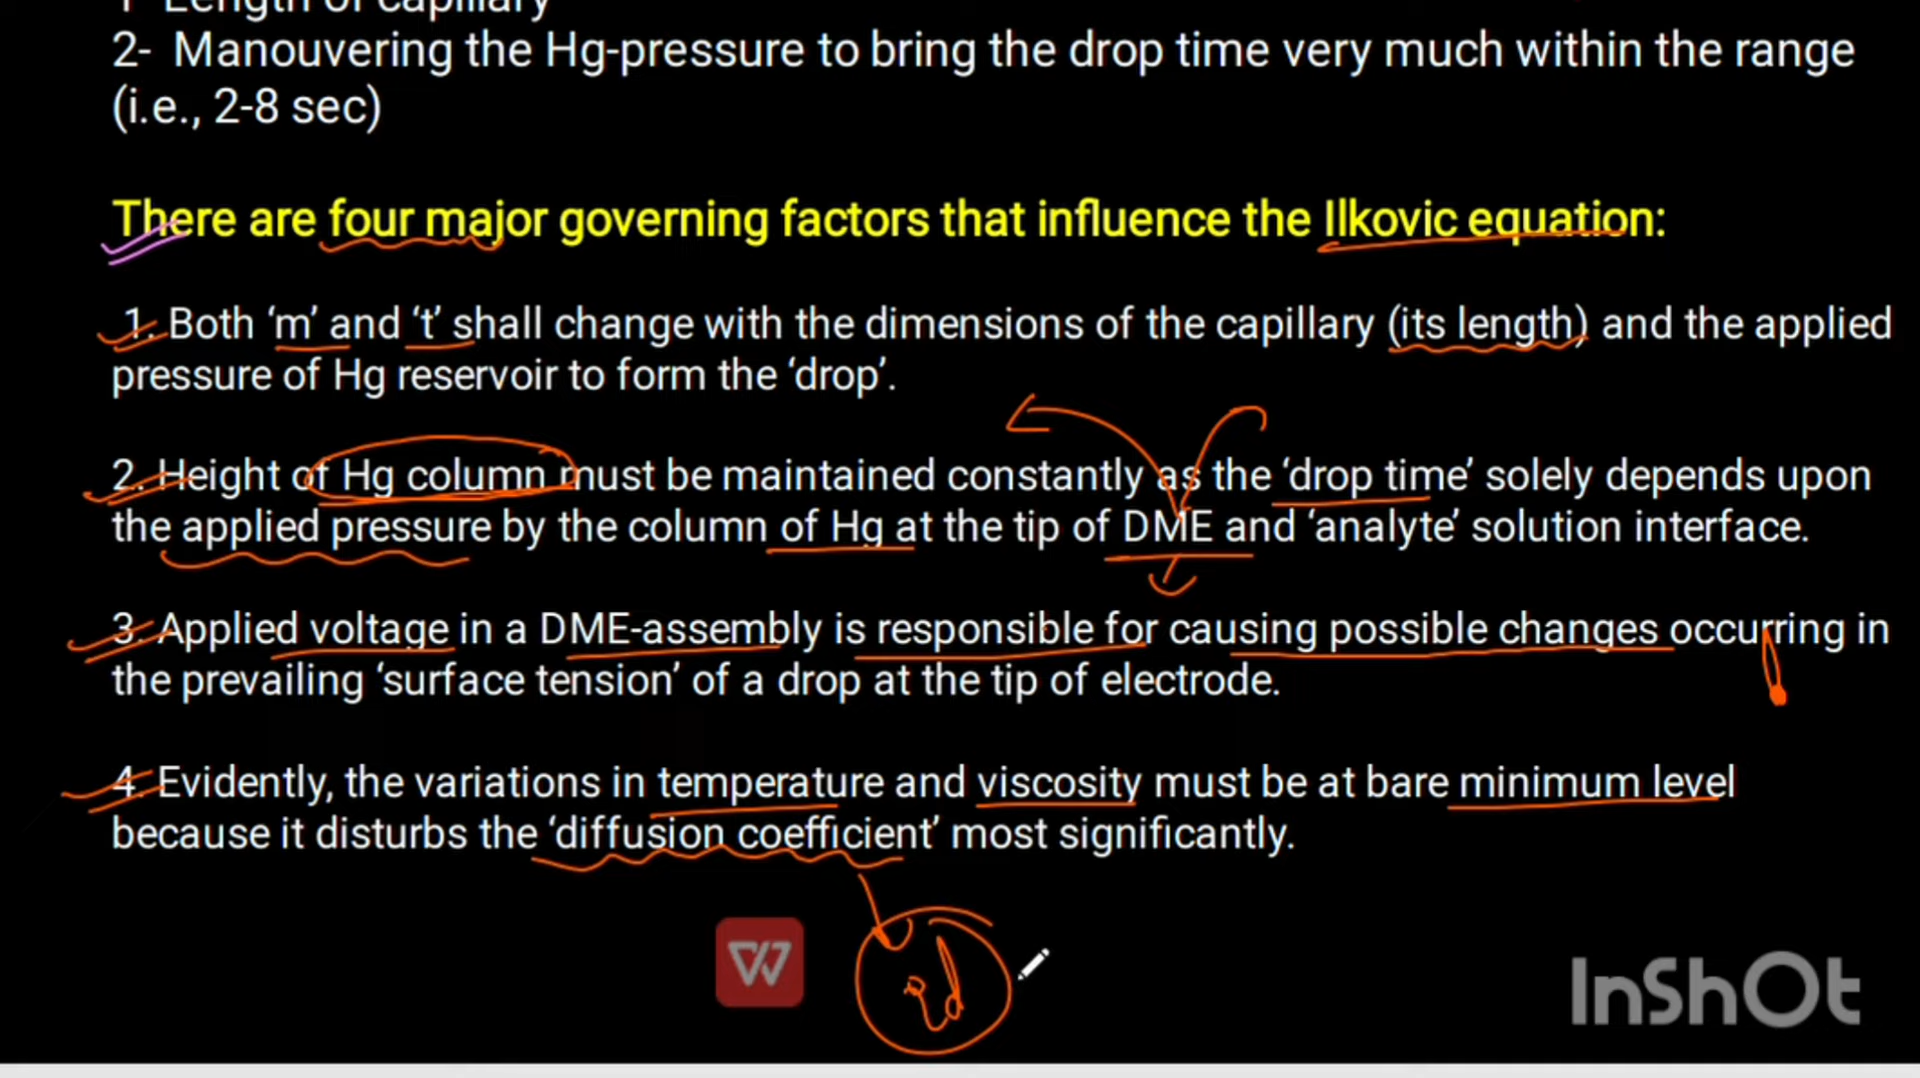 Length of capillary
2- Manouvering the Hg-pressure to bring the drop time very much within the range
(i.e., 2-8 sec)
There are four major governing factors that influence the Ilkovic equation:
1. Both ‘m’ and ‘t’ shall change with the dimensions of the capillary (its length) and the applied
pressure of Hg reservoir to form the ‘drop’.
2. Height of Hg column must be maintained constantly as the ‘drop time’ solely depends upon
the applied pressure by the column of Hg at the tip of DME and ‘analyte’ solution interface.
3. Applied voltage in a DME-assembly is responsible for causing possible changes occurring in
the prevailing ‘surface tension’ of a drop at the tip of electrode.
4. Evidently, the variations in temperature and viscosity must be at bare minimum level
because it disturbs the ‘diffusion coefficient’ most significantly.
id
W
InShOt